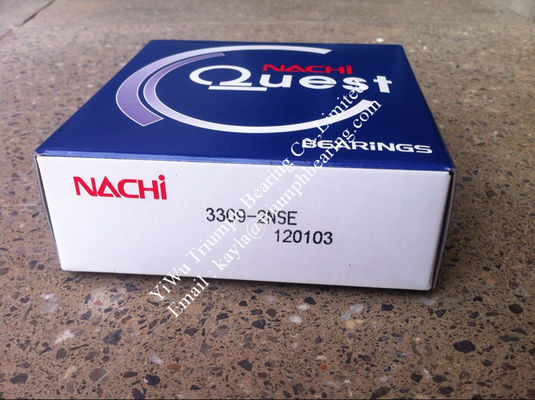 NACHi
Quest
BEARiNGS
NACHi
3309-2NSE
120103
YiWu Triumph Bearing Co.,Limited
Email : kayla@triumphbearing.com